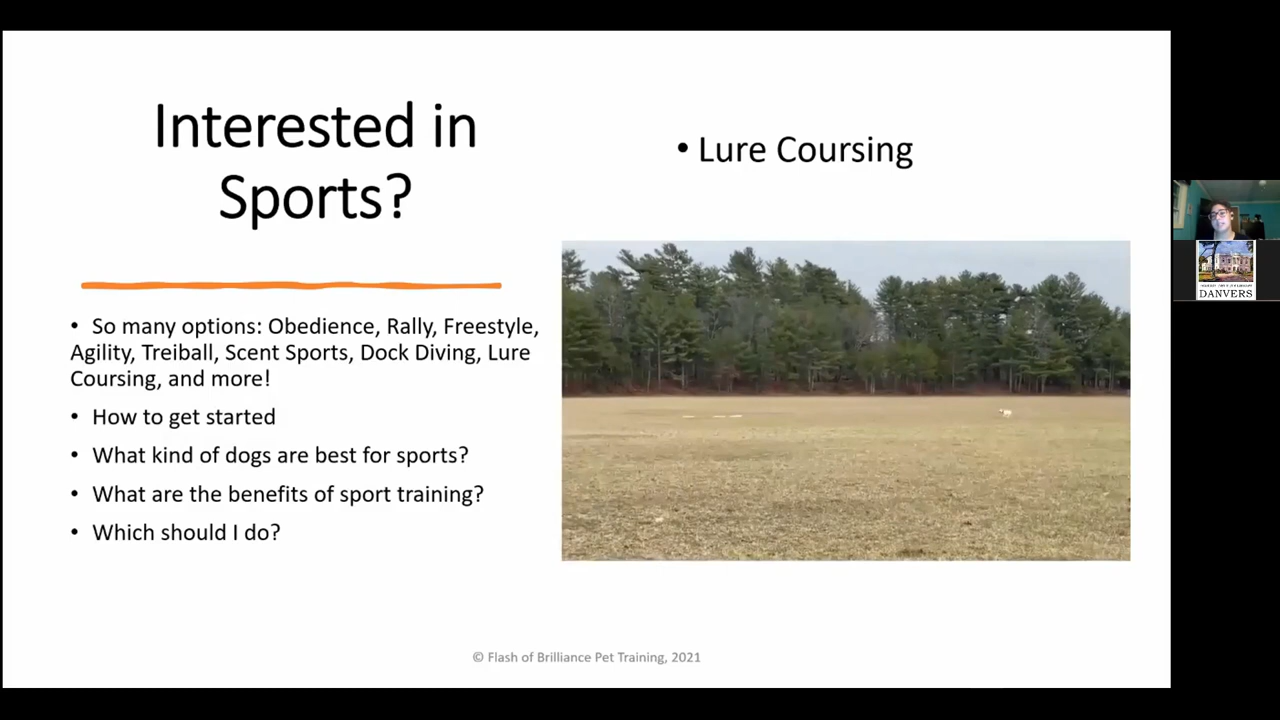 Interested in
Sports?
• So many options: Obedience, Rally, Freestyle,
Agility, Treiball, Scent Sports, Dock Diving, Lure
Coursing, and more!
• How to get started
• What kind of dogs are best for sports?
• What are the benefits of sport training?
• Which should I do?
• Lure Coursing
© Flash of Brilliance Pet Training, 2021
DANVERS